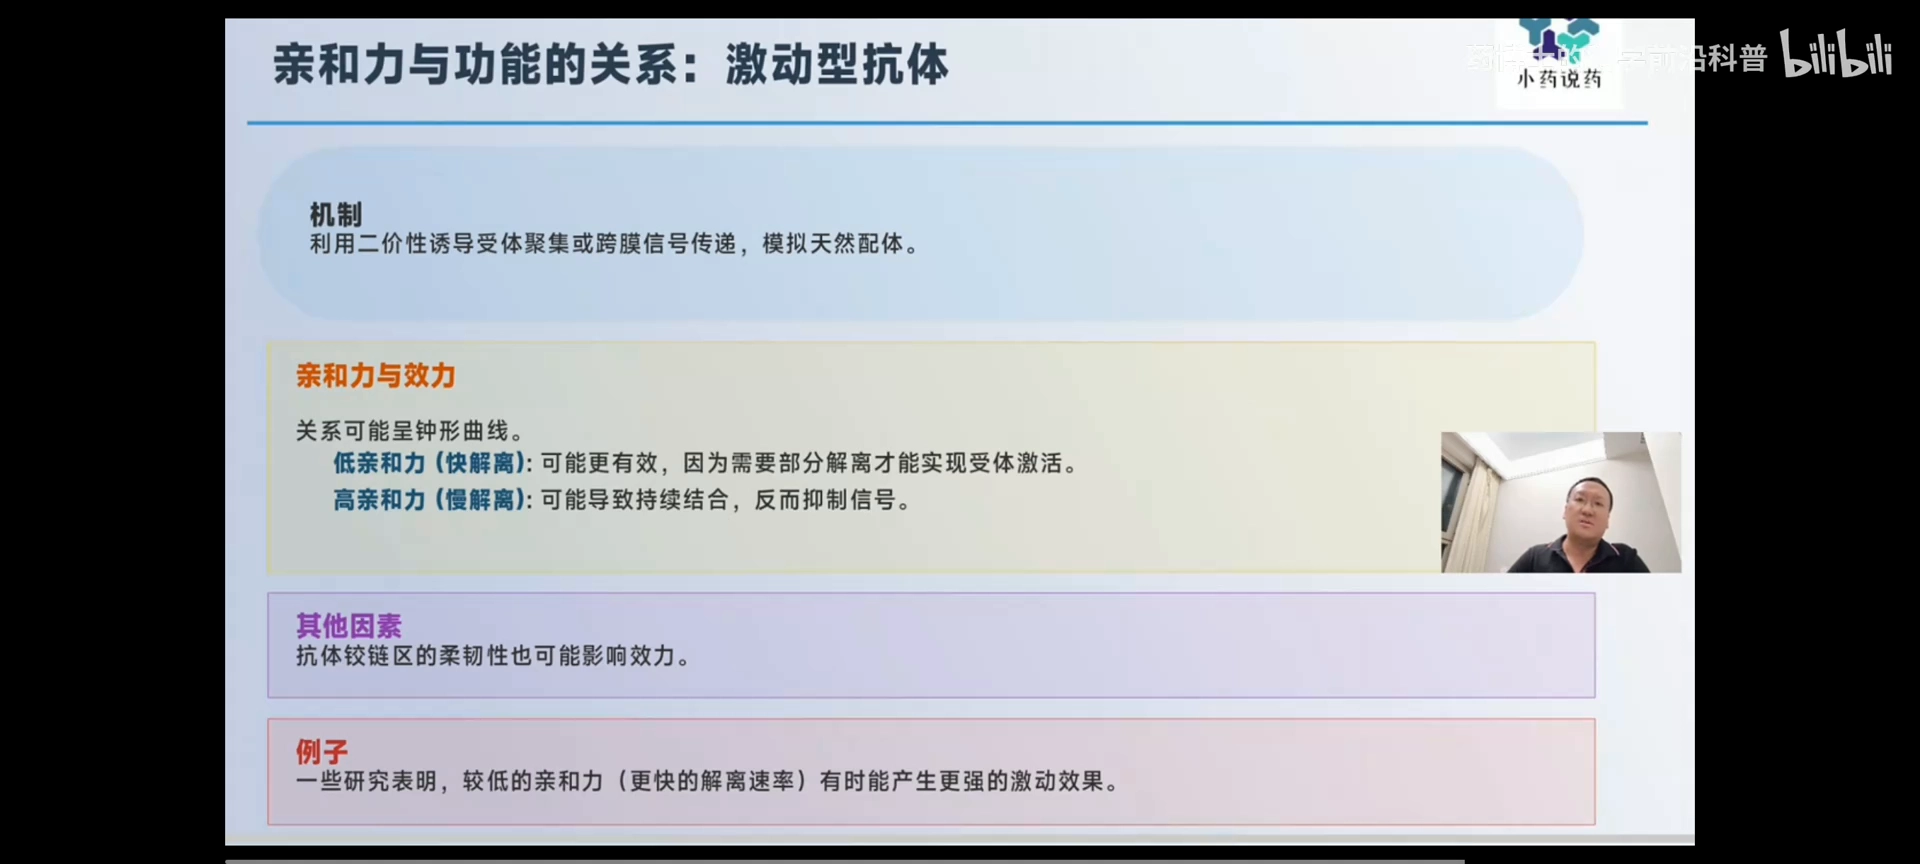 亲和力与功能的关系：激动型抗体
学前沿科普
bilibili
小药说药
机制
利用二价性诱导受体聚集或跨膜信号传递，模拟天然配体。
亲和力与效力
关系可能呈钟形曲线。
低亲和力（快解离）：可能更有效，因为需要部分解离才能实现受体激活。
高亲和力（慢解离）：可能导致持续结合，反而抑制信号。
其他因素
抗体铰链区的柔韧性也可能影响效力。
例子
一些研究表明，较低的亲和力（更快的解离速率）有时能产生更强的激动效果。